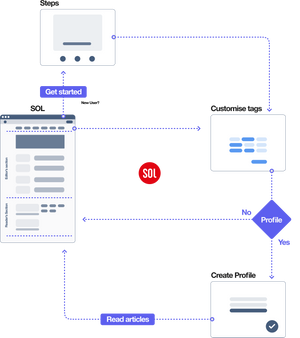 Steps
Get started
New User?
SOL
Customise tags
Editor's section
SOL
Reader's Section
No
Profile
Yes
Create Profile
Read articles